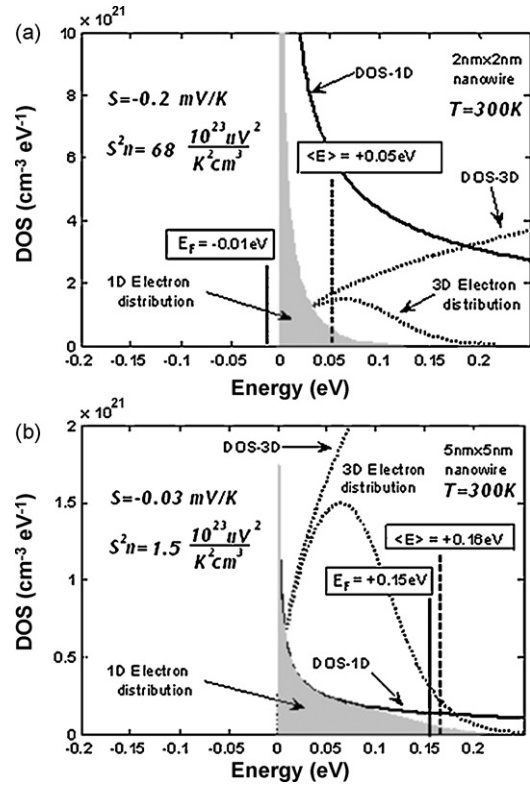 (a)
× 10^21
10
8
6
4
2
0
DOS (cm^-3 eV^-1)
S=-0.2 mV/K
S^2n= 68 10^23 uV^2
K^2cm^3
DOS-1D
2nmx2nm
nanowire
T=300K
<E> = +0.05eV
DOS-3D
E_F = -0.01eV
1D Electron
distribution
3D Electron
distribution
-0.2 -0.15 -0.1 -0.05 0 0.05 0.1 0.15 0.2
Energy (eV)
(b)
× 10^21
2
1.5
1
0.5
0
DOS (cm^-3 eV^-1)
DOS-3D
S=-0.03 mV/K
S^2n= 1.5 10^23 uV^2
K^2cm^3
3D Electron
distribution
5nmx5nm
nanowire
T=300K
<E> = +0.16eV
E_F = +0.15eV
DOS-1D
1D Electron
distribution
-0.2 -0.15 -0.1 -0.05 0 0.05 0.1 0.15 0.2
Energy (eV)